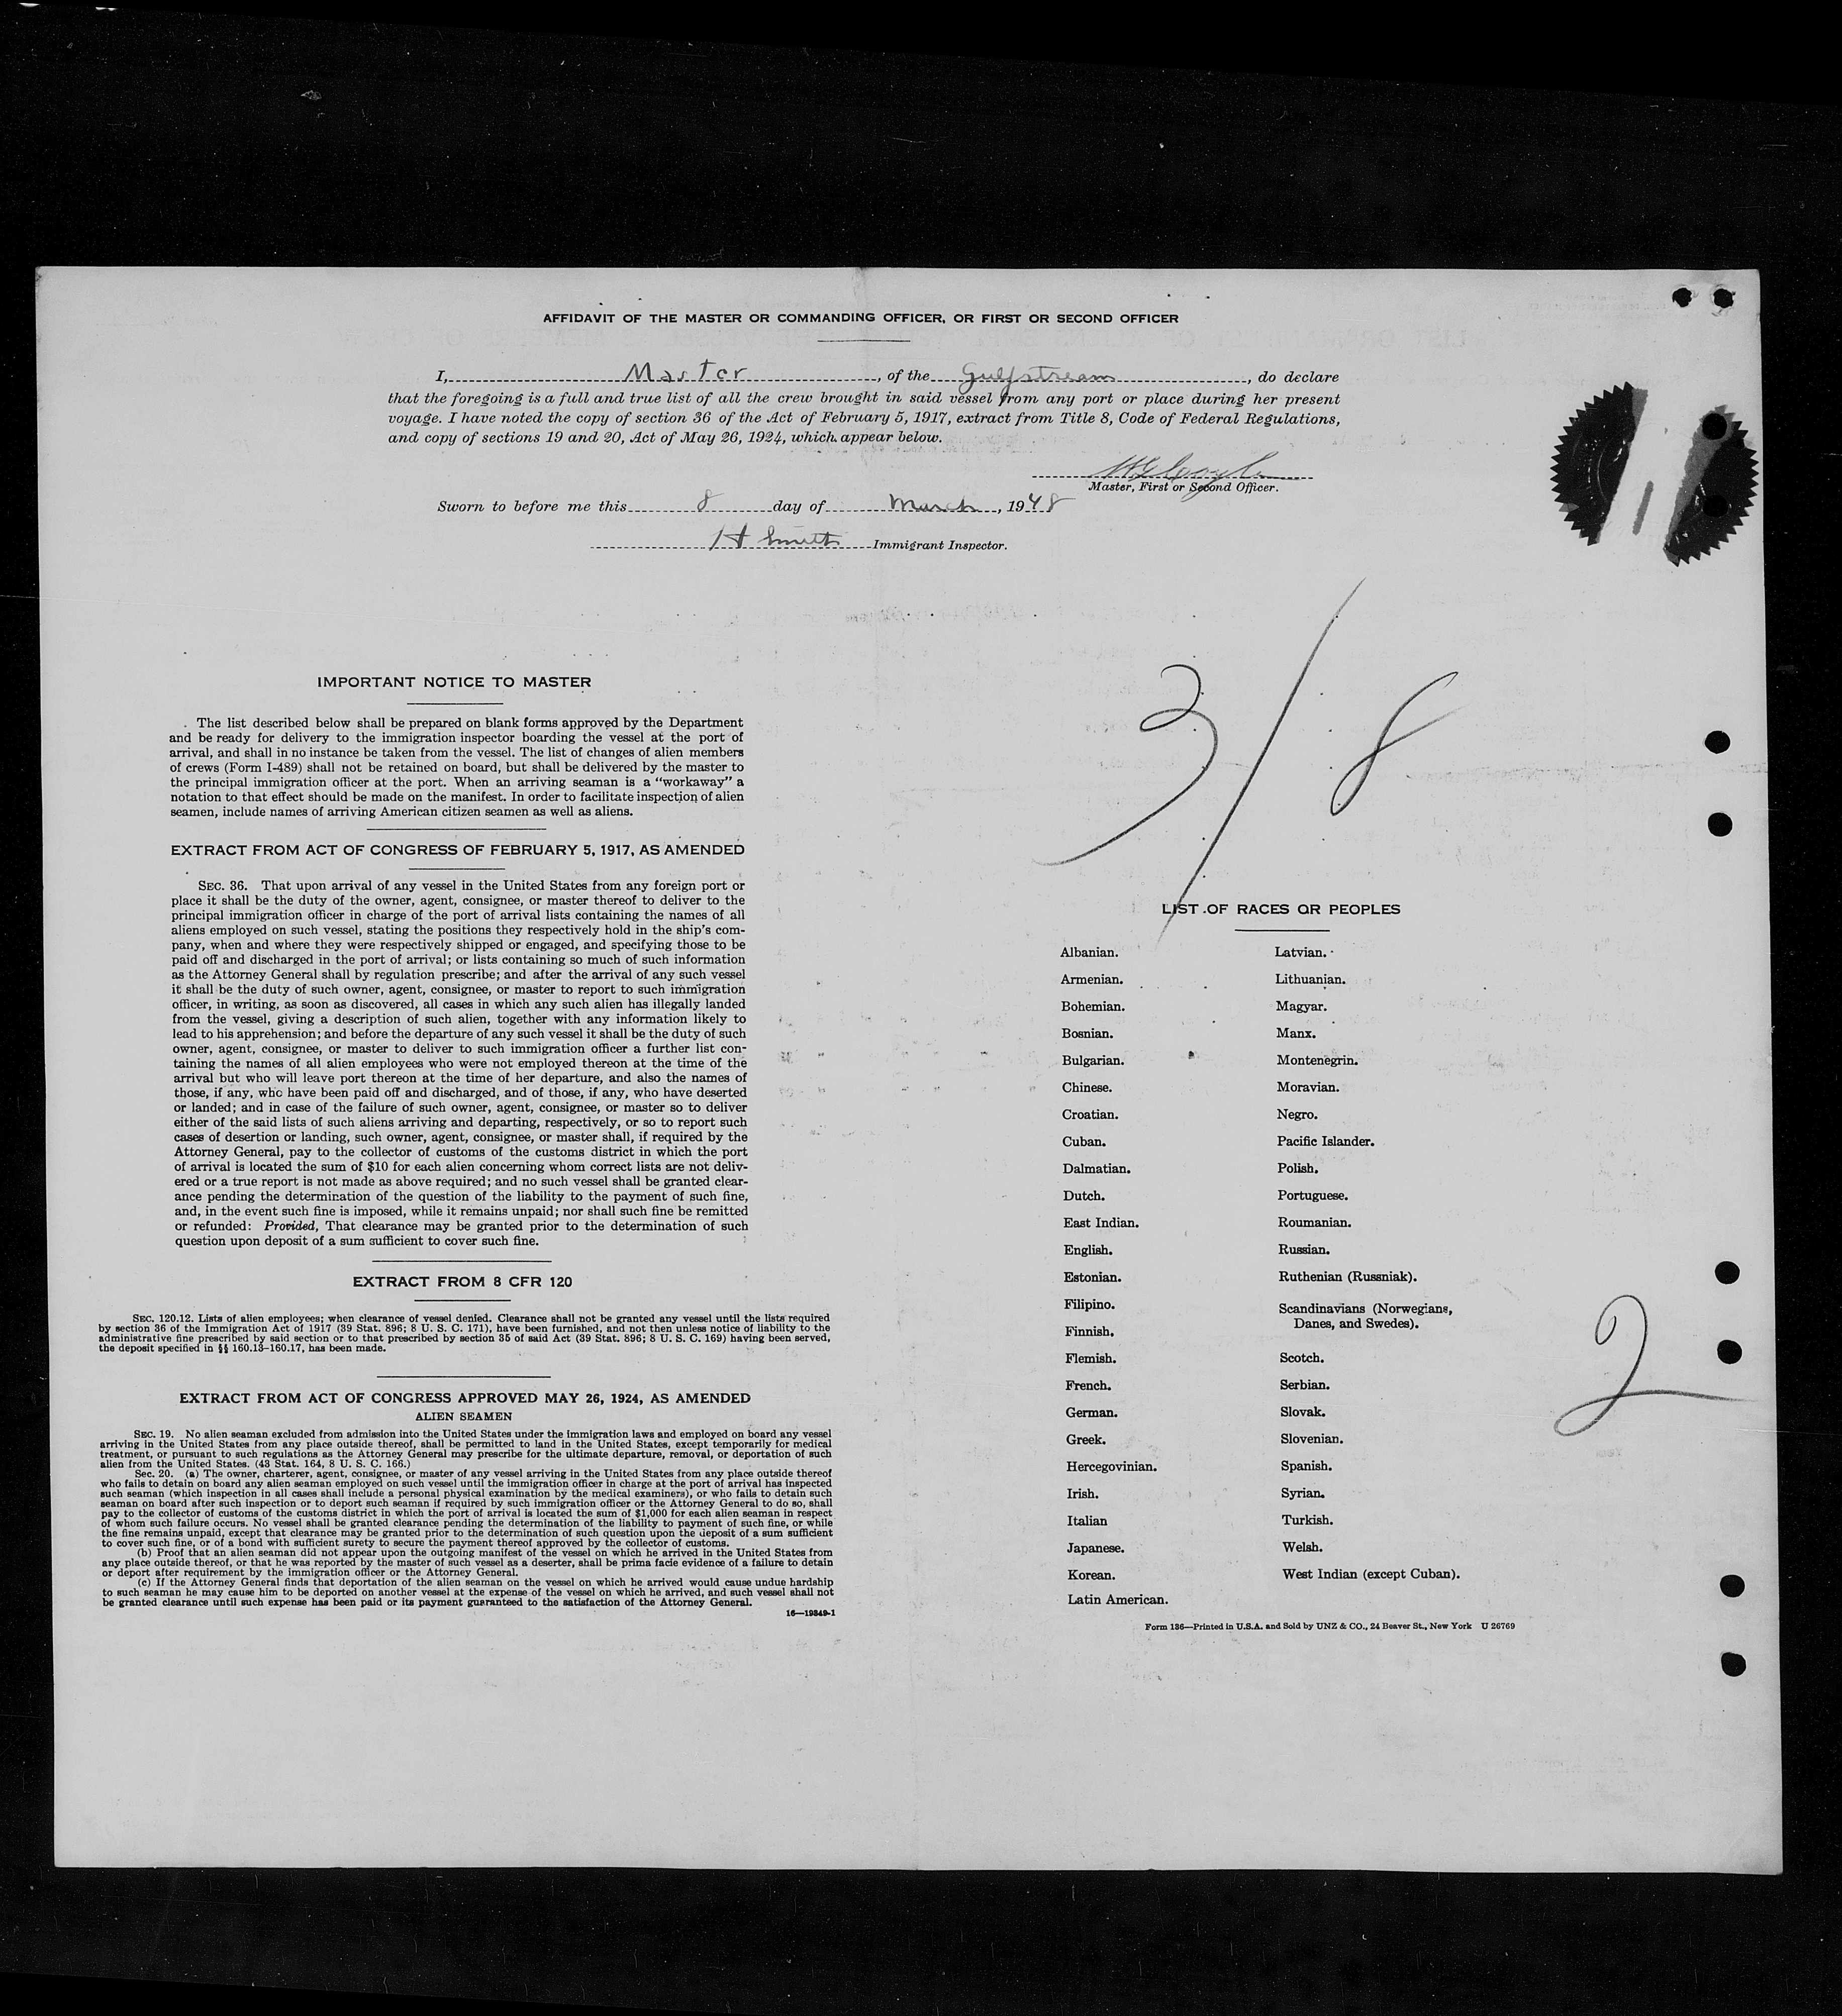 AFFIDAVIT OF THE MASTER OR COMMANDING OFFICER, OR FIRST OR SECOND OFFICER
I, Master, of the Gulfstream, do declare
that the foregoing is a full and true list of all the crew brought in said vessel from any port or place during her present
voyage. I have noted the copy of section 36 of the Act of February 5, 1917, extract from Title 8, Code of Federal Regulations,
and copy of sections 19 and 20, Act of May 26, 1924, which appear below.
Master, First or Second Officer.
Sworn to before me this 8 day of March, 1948
H Smith Immigrant Inspector.
3/8
IMPORTANT NOTICE TO MASTER
The list described below shall be prepared on blank forms approved by the Department
and be ready for delivery to the immigration inspector boarding the vessel at the port of
arrival, and shall in no instance be taken from the vessel. The list of changes of alien members
of crews (Form I-489) shall not be retained on board, but shall be delivered by the master to
the principal immigration officer at the port. When an arriving seaman is a "workaway" a
notation to that effect should be made on the manifest. In order to facilitate inspection of alien
seamen, include names of arriving American citizen seamen as well as aliens.
EXTRACT FROM ACT OF CONGRESS OF FEBRUARY 5, 1917, AS AMENDED
SEC. 36. That upon arrival of any vessel in the United States from any foreign port or
place it shall be the duty of the owner, agent, consignee, or master thereof to deliver to the
principal immigration officer in charge of the port of arrival lists containing the names of all
aliens employed on such vessel, stating the positions they respectively hold in the ship's com-
pany, when and where they were respectively shipped or engaged, and specifying those to be
paid off and discharged in the port of arrival; or lists containing so much of such information
as the Attorney General shall by regulation prescribe; and after the arrival of any such vessel
it shall be the duty of such owner, agent, consignee, or master to report to such immigration
officer, in writing, as soon as discovered, all cases in which any such alien has illegally landed
from the vessel, giving a description of such alien, together with any information likely to
lead to his apprehension; and before the departure of any such vessel it shall be the duty of such
owner, agent, consignee, or master to deliver to such immigration officer a further list con-
taining the names of all alien employees who were not employed thereon at the time of the
arrival but who will leave port thereon at the time of her departure, and also the names of
those, if any, who have been paid off and discharged, and of those, if any, who have deserted
or landed; and in case of the failure of such owner, agent, consignee, or master so to deliver
either of the said lists of such aliens arriving and departing, respectively, or so to report such
cases of desertion or landing, such owner, agent, consignee, or master shall, if required by the
Attorney General, pay to the collector of customs of the customs district in which the port
of arrival is located the sum of $10 for each alien concerning whom correct lists are not deliv-
ered or a true report is not made as above required; and no such vessel shall be granted clear-
ance pending the determination of the question of the liability to the payment of such fine,
and, in the event such fine is imposed, while it remains unpaid; nor shall such fine be remitted
or refunded: Provided, That clearance may be granted prior to the determination of such
question upon deposit of a sum sufficient to cover such fine.
EXTRACT FROM 8 CFR 120
SEC. 120.12. Lists of alien employees; when clearance of vessel denied. Clearance shall not be granted any vessel until the lists required
by section 36 of the Immigration Act of 1917 (39 Stat. 896; 8 U. S. C. 171), have been furnished, and not then unless notice of liability to the
administrative fine prescribed by said section or to that prescribed by section 35 of said Act (39 Stat. 896; 8 U. S. C. 169) having been served,
the deposit specified in §§ 160.13-160.17, has been made.
EXTRACT FROM ACT OF CONGRESS APPROVED MAY 26, 1924, AS AMENDED
ALIEN SEAMEN
SEC. 19. No alien seaman excluded from admission into the United States under the immigration laws and employed on board any vessel
arriving in the United States from any place outside thereof, shall be permitted to land in the United States, except temporarily for medical
treatment, or pursuant to such regulations as the Attorney General may prescribe for the ultimate departure, removal, or deportation of such
alien from the United States. (43 Stat. 164, 8 U. S. C. 166.)
Sec. 20. (a) The owner, charterer, agent, consignee, or master of any vessel arriving in the United States from any place outside thereof
who fails to detain on board any alien seaman employed on such vessel until the immigration officer in charge at the port of arrival has inspected
such seaman (which inspection in all cases shall include a personal physical examination by the medical examiners), or who fails to detain such
seaman on board after such inspection or to deport such seaman if required by such immigration officer or the Attorney General to do so, shall
pay to the collector of customs of the customs district in which the port of arrival is located the sum of $1,000 for each alien seaman in respect
of whom such failure occurs. No vessel shall be granted clearance pending the determination of the liability to payment of such fine, or while
the fine remains unpaid, except that clearance may be granted prior to the determination of such question upon the deposit of a sum sufficient
to cover such fine, or of a bond with sufficient surety to secure the payment thereof approved by the collector of customs.
(b) Proof that an alien seaman did not appear upon the outgoing manifest of the vessel on which he arrived in the United States from
any place outside thereof, or that he was reported by the master of such vessel as a deserter, shall be prima facie evidence of a failure to detain
or deport after requirement by the immigration officer or the Attorney General.
(c) If the Attorney General finds that deportation of the alien seaman on the vessel on which he arrived would cause undue hardship
to such seaman he may cause him to be deported on another vessel at the expense of the vessel on which he arrived, and such vessel shall not
be granted clearance until such expense has been paid or its payment guaranteed to the satisfaction of the Attorney General.
16—19349-1
LIST OF RACES OR PEOPLES
Albanian.
Armenian.
Bohemian.
Bosnian.
Bulgarian.
Chinese.
Croatian.
Cuban.
Dalmatian.
Dutch.
East Indian.
English.
Estonian.
Filipino.
Finnish.
Flemish.
French.
German.
Greek.
Hercegovinian.
Irish.
Italian
Japanese.
Korean.
Latin American.
Latvian.
Lithuanian.
Magyar.
Manx.
Montenegrin.
Moravian.
Negro.
Pacific Islander.
Polish.
Portuguese.
Roumanian.
Russian.
Ruthenian (Russniak).
Scandinavians (Norwegians,
Danes, and Swedes).
Scotch.
Serbian.
Slovak.
Slovenian.
Spanish.
Syrian.
Turkish.
Welsh.
West Indian (except Cuban).
2
Form 136—Printed in U.S.A. and Sold by UNZ & CO., 24 Beaver St., New York U 26769